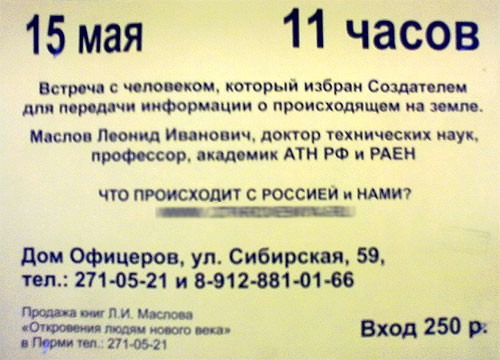 15 мая 11 часов
Встреча с человеком, который избран Создателем
для передачи информации о происходящем на земле.
Маслов Леонид Иванович, доктор технических наук,
профессор, академик АТН РФ и РАЕН
ЧТО ПРОИСХОДИТ С РОССИЕЙ и НАМИ?
Дом Офицеров, ул. Сибирская, 59,
тел.: 271-05-21 и 8-912-881-01-66
Продажа книг Л.И. Маслова
«Откровения людям нового века»
в Перми тел.: 271-05-21
Вход 250 р.